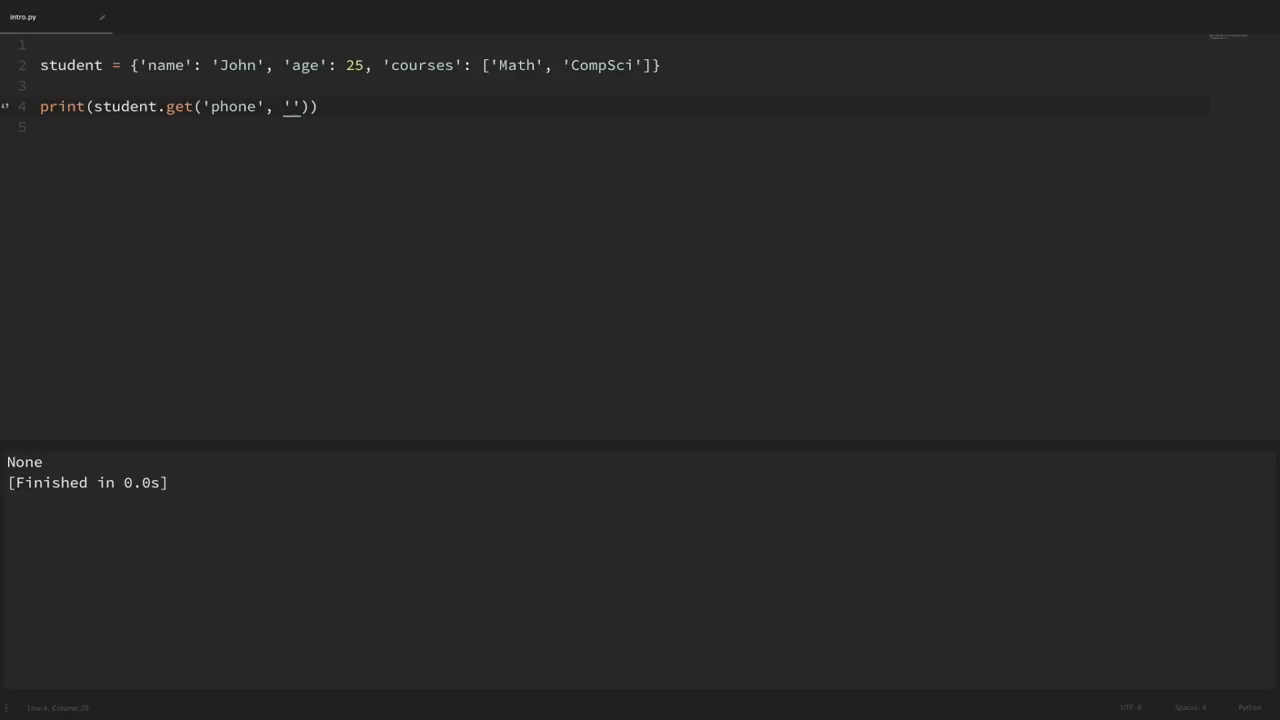 intro.py
1
2 student = {'name': 'John', 'age': 25, 'courses': ['Math', 'CompSci']}
3
4 print(student.get('phone', ''))
5
None
[Finished in 0.0s]
Line 4, Column 29 UTF-8 Spaces: 4 Python